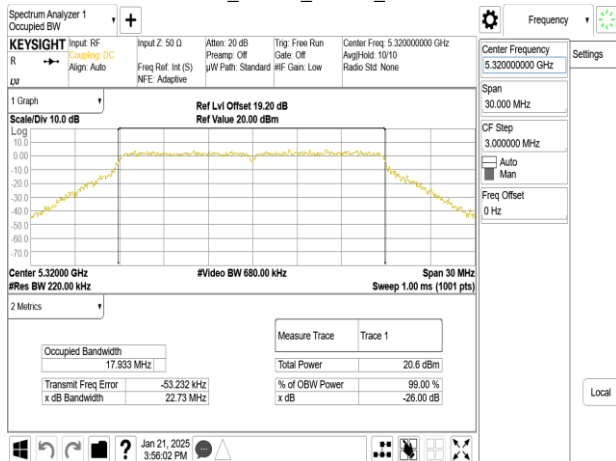 Spectrum Analyzer 1
Occupied BW
Frequency
KEYSIGHT
R
Input: RF
Coupling: DC
Align: Auto
Input Z: 50 Ω
Freq Ref: Int (S)
NFE: Adaptive
Atten: 20 dB
Preamp: Off
µW Path: Standard
Trig: Free Run
Gate: Off
#IF Gain: Low
Center Freq: 5.320000000 GHz
Avg|Hold: 10/10
Radio Std: None
Center Frequency
5.320000000 GHz
Settings
Span
30.000 MHz
CF Step
3.000000 MHz
Auto
Man
Freq Offset
0 Hz
Local
1 Graph
Scale/Div 10.0 dB
Ref Lvl Offset 19.20 dB
Ref Value 20.00 dBm
Log
10.0
0.00
-10.0
-20.0
-30.0
-40.0
-50.0
-60.0
-70.0
Center 5.32000 GHz
#Video BW 680.00 kHz
Span 30 MHz
#Res BW 220.00 kHz
Sweep 1.00 ms (1001 pts)
2 Metrics
Measure Trace Trace 1
Occupied Bandwidth
17.933 MHz
Total Power 20.6 dBm
Transmit Freq Error -53.232 kHz
% of OBW Power 99.00 %
x dB Bandwidth 22.73 MHz
x dB -26.00 dB
?
Jan 21, 2025
3:56:02 PM